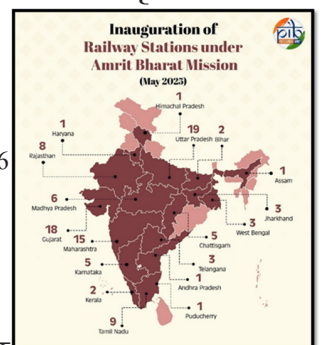 Inauguration of
Railway Stations under
Amrit Bharat Mission
(May 2025)
1
Himachal Pradesh
1
Haryana
19
Uttar Pradesh
2
Bihar
8
Rajasthan
6
1
Assam
6
Madhya Pradesh
3
Jharkhand
3
West Bengal
18
Gujarat
15
Maharashtra
5
Chattisgarh
5
Karnataka
3
Telangana
1
Andhra Pradesh
2
Kerala
1
Puducherry
9
Tamil Nadu